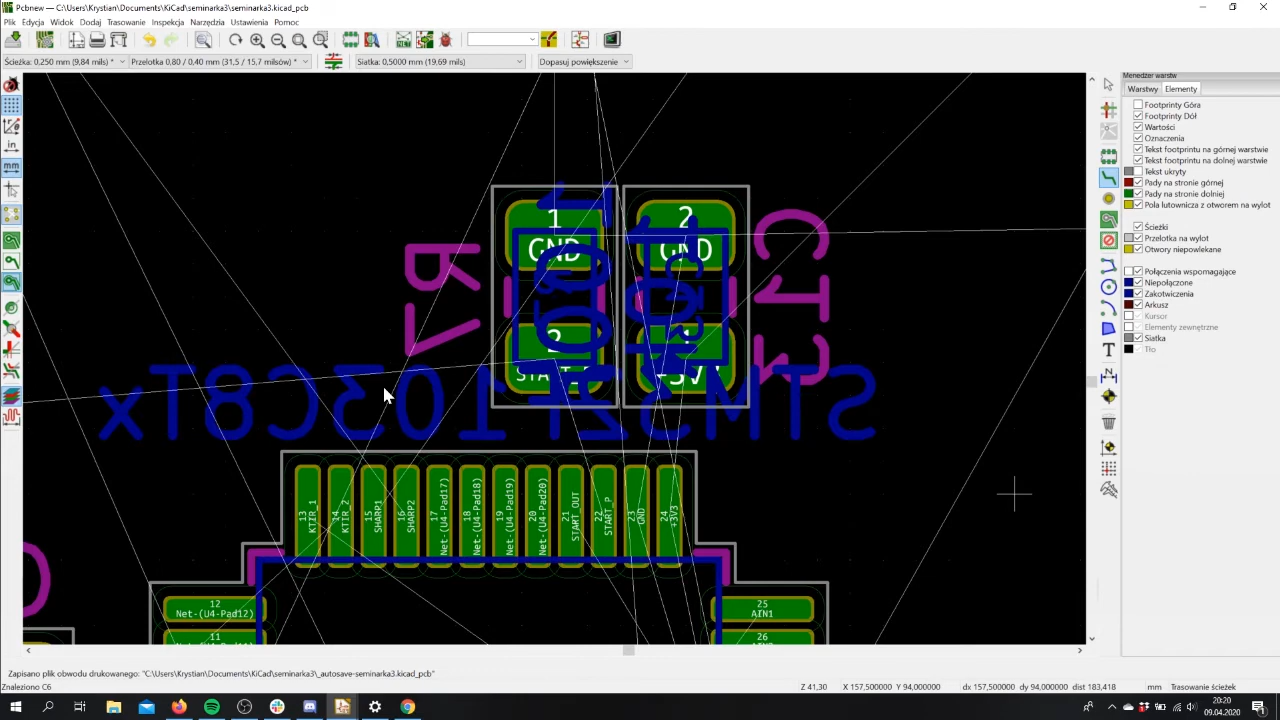 Pcbnew — C:\Users\Krystian\Documents\KiCad\seminarka3\seminarka3.kicad_pcb
Plik Edycja Widok Dodaj Trasowanie Inspekcja Narzędzia Ustawienia Pomoc
Ścieżka: 0,250 mm (9,84 mils) * Przelotka 0,80 / 0,40 mm (31,5 / 15,7 milsów) * Siatka: 0,5000 mm (19,69 mils) Dopasuj powiększenie
Menedżer warstw
Warstwy Elementy
Footprinty Góra
Footprinty Dół
Wartości
Oznaczenia
Tekst footprintu na górnej warstwie
Tekst footprintu na dolnej warstwie
Tekst ukryty
Pady na stronie górnej
Pady na stronie dolniej
Pola lutownicza z otworem na wylot
Ścieżki
Przelotka na wylot
Otwory niepowlekane
Połączenia wspomagające
Niepołączone
Zakotwiczenia
Arkusz
Kursor
Elementy zewnętrzne
Siatka
Tło
in
mm
1 2
GND GND
C13
2 1
+3V3
STM32F103C8Tx
13 KTIR_1
14 KTIR_2
15 SHARP1
16 SHARP2
17 Net-(U4-Pad17)
18 Net-(U4-Pad18)
19 Net-(U4-Pad19)
20 Net-(U4-Pad20)
21 START_OUT
22 START_P
23 GND
24 +3V3
12
Net-(U4-Pad12)
11
25
AIN1
26
Zapisano plik obwodu drukowanego: "C:\Users\Krystian\Documents\KiCad\seminarka3\_autosave-seminarka3.kicad_pcb"
Znaleziono C6 Z 41,30 X 157,500000 Y 94,000000 dx 157,500000 dy 94,000000 dist 183,418 mm Trasowanie ścieżek
20:20
09.04.2020